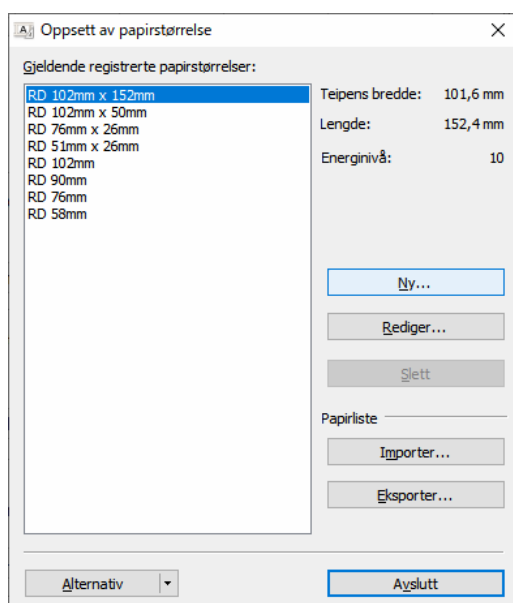 Oppsett av papirstørrelse
Gjeldende registrerte papirstørrelser:
RD 102mm x 152mm
RD 102mm x 50mm
RD 76mm x 26mm
RD 51mm x 26mm
RD 102mm
RD 90mm
RD 76mm
RD 58mm
Teipens bredde: 101,6 mm
Lengde: 152,4 mm
Energinivå: 10
Ny...
Rediger...
Slett
Papirliste
Importer...
Eksporter...
Alternativ
Avslutt